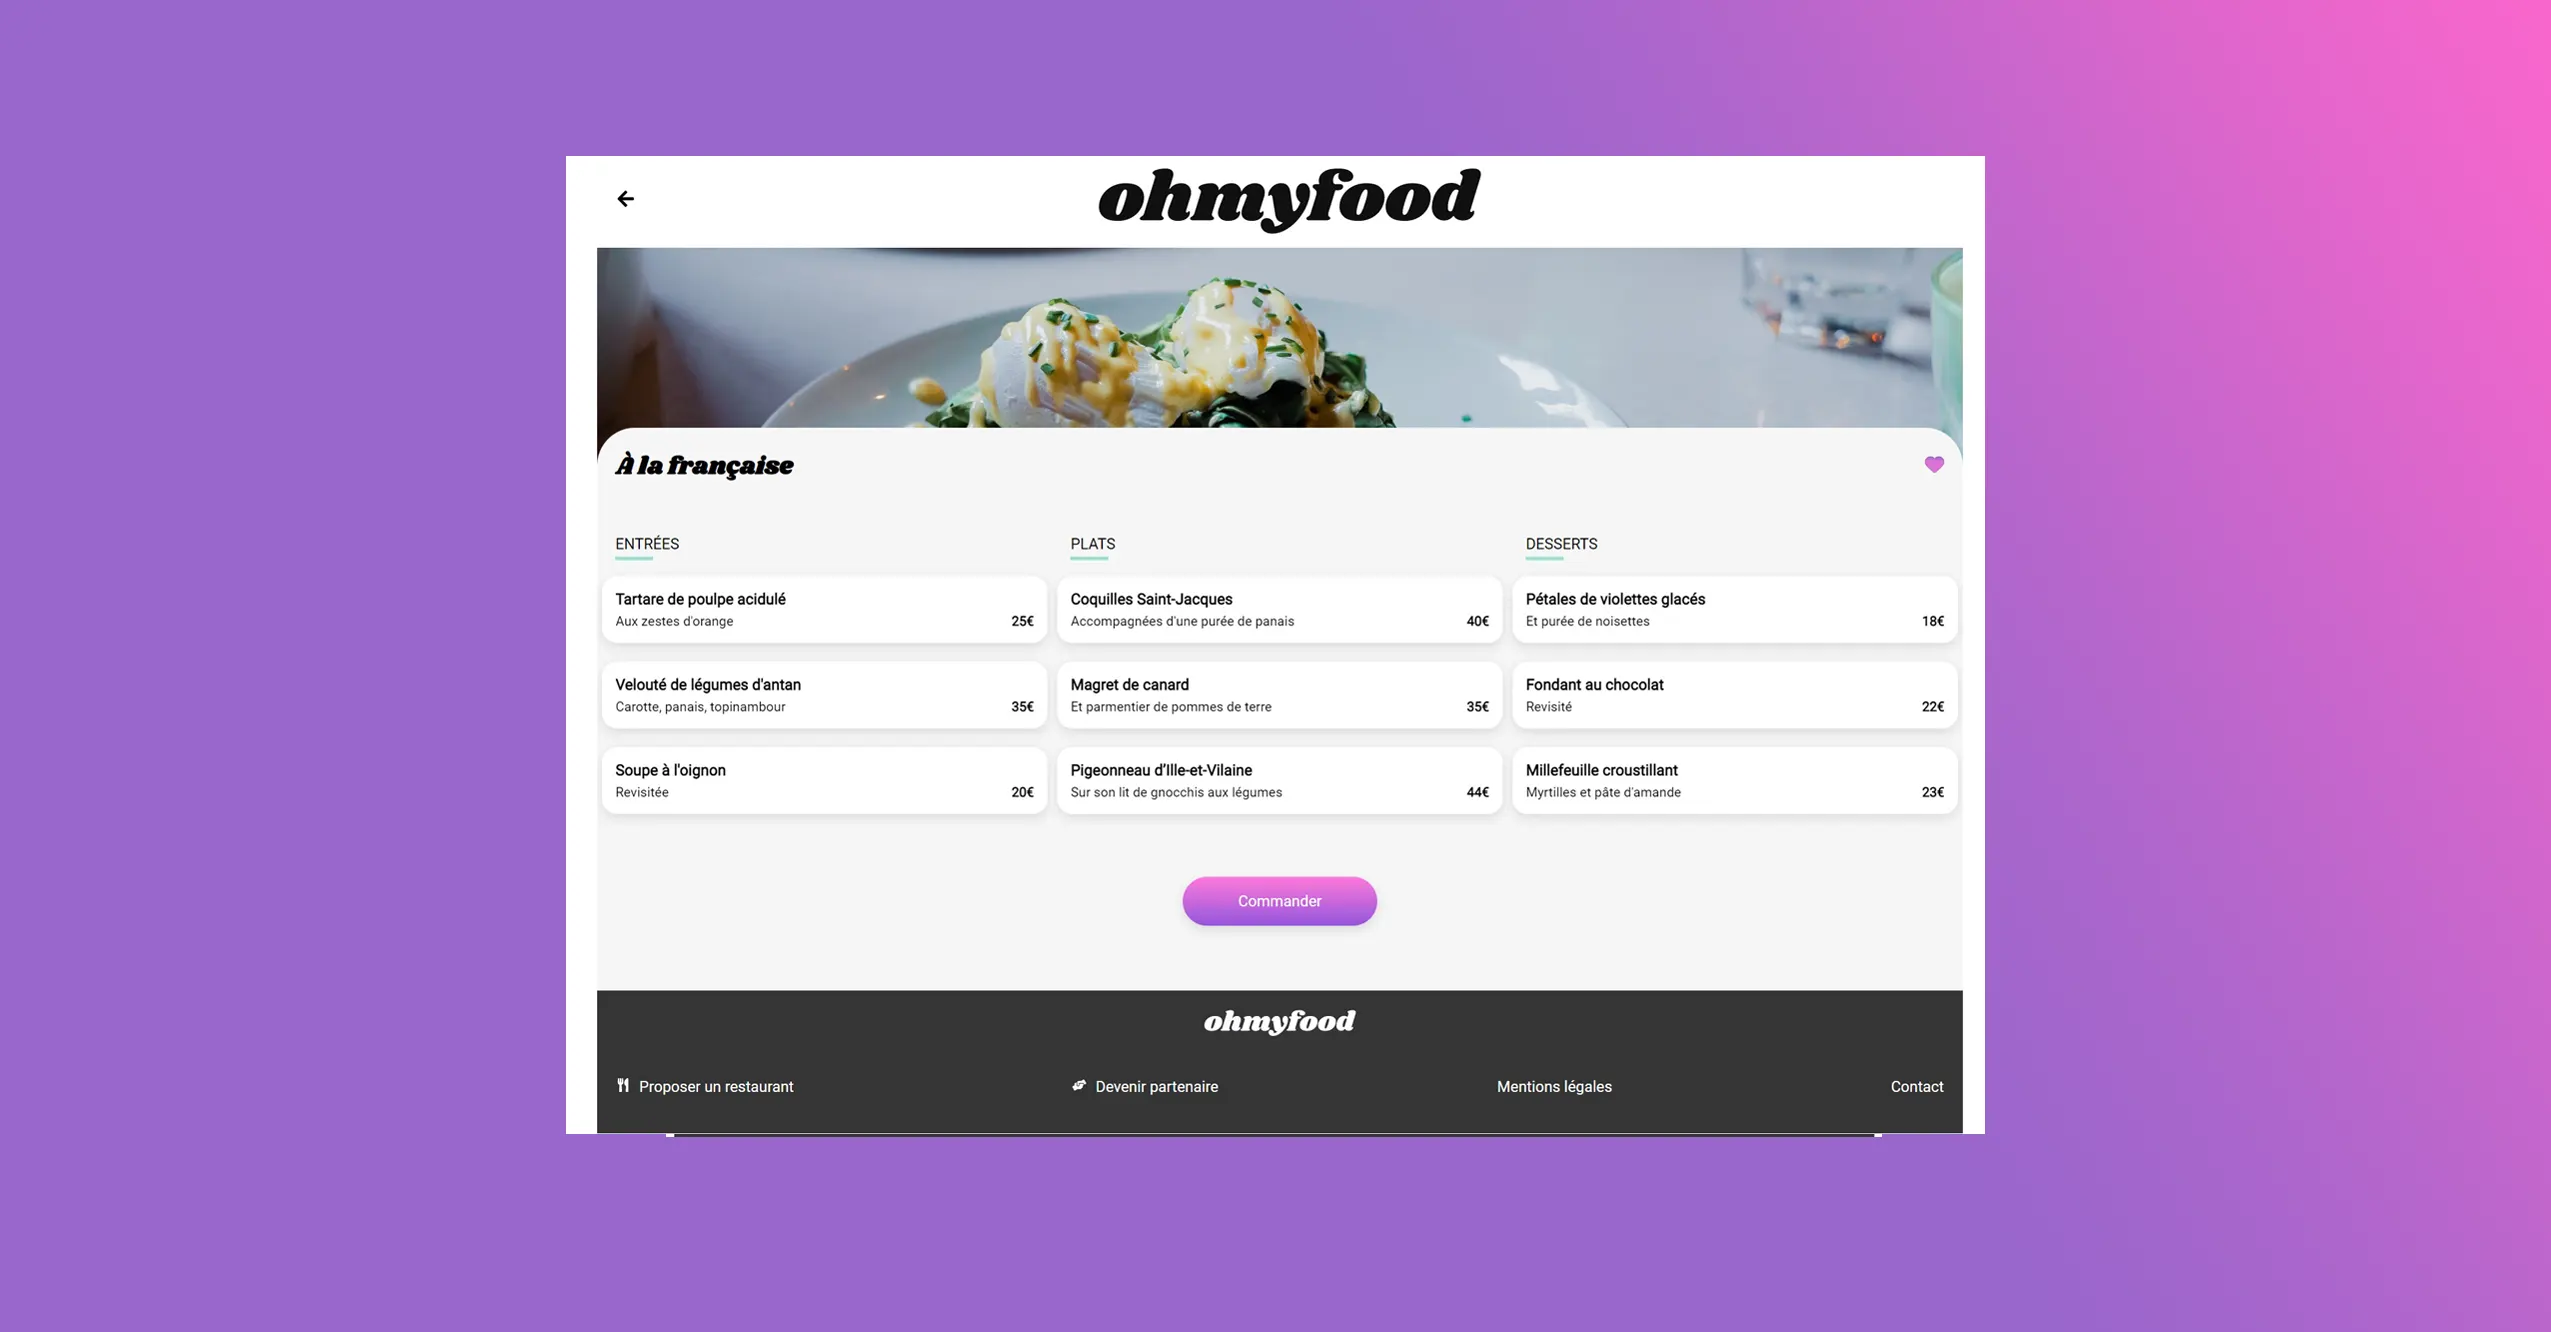 ohmyfood
À la française
ENTRÉES
Tartare de poulpe acidulé
Aux zestes d'orange 25€
Velouté de légumes d'antan
Carotte, panais, topinambour 35€
Soupe à l'oignon
Revisitée 20€
PLATS
Coquilles Saint-Jacques
Accompagnées d'une purée de panais 40€
Magret de canard
Et parmentier de pommes de terre 35€
Pigeonneau d’Ille-et-Vilaine
Sur son lit de gnocchis aux légumes 44€
DESSERTS
Pétales de violettes glacés
Et purée de noisettes 18€
Fondant au chocolat
Revisité 22€
Millefeuille croustillant
Myrtilles et pâte d'amande 23€
Commander
ohmyfood
Proposer un restaurant
Devenir partenaire
Mentions légales
Contact